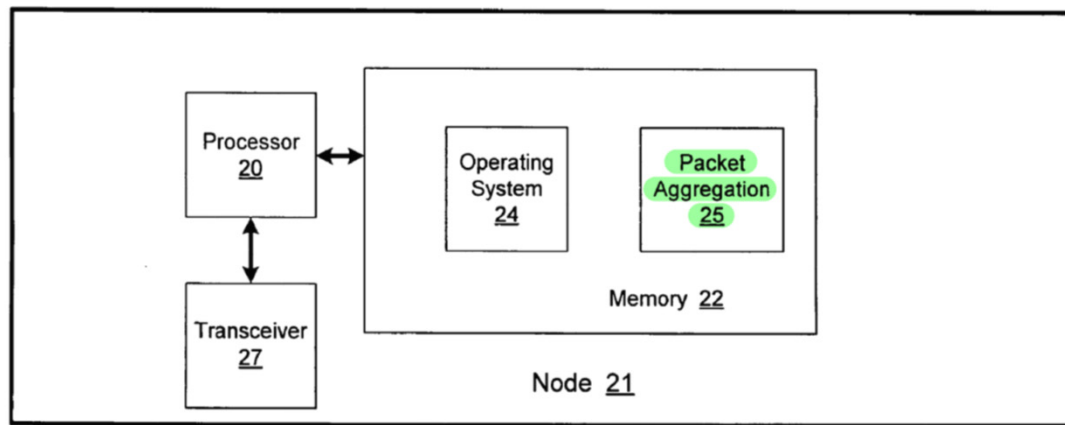 Processor
20
Operating
System
24
Packet
Aggregation
25
Memory 22
Transceiver
27
Node 21